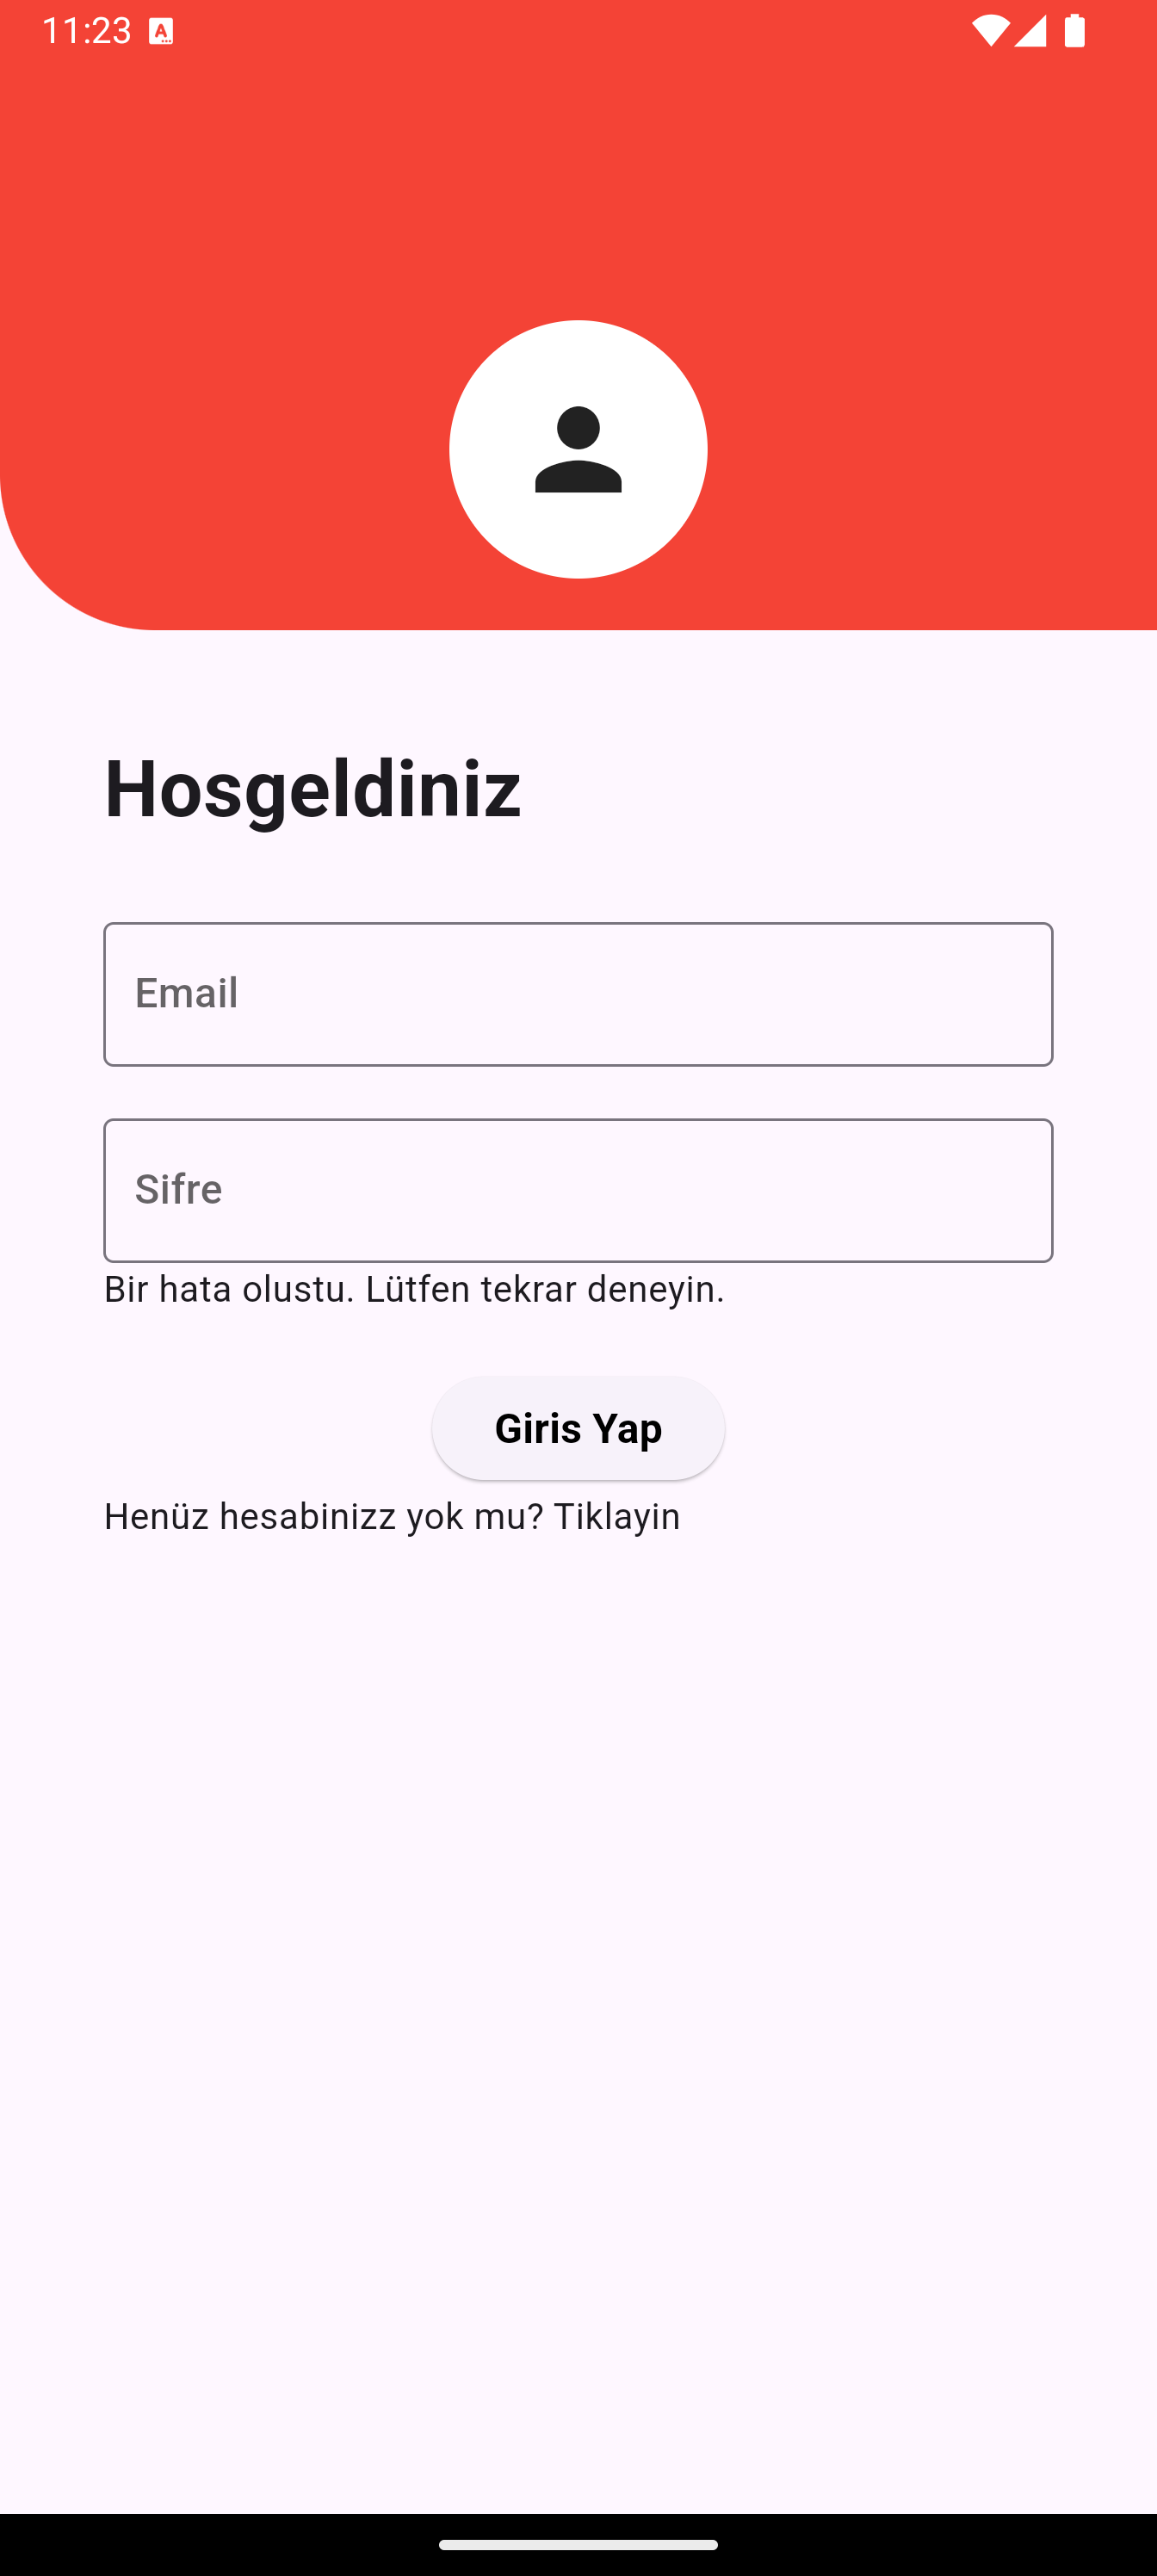 11:23
Hosgeldiniz
Email
Sifre
Bir hata olustu. Lütfen tekrar deneyin.
Giris Yap
Henüz hesabinizz yok mu? Tiklayin